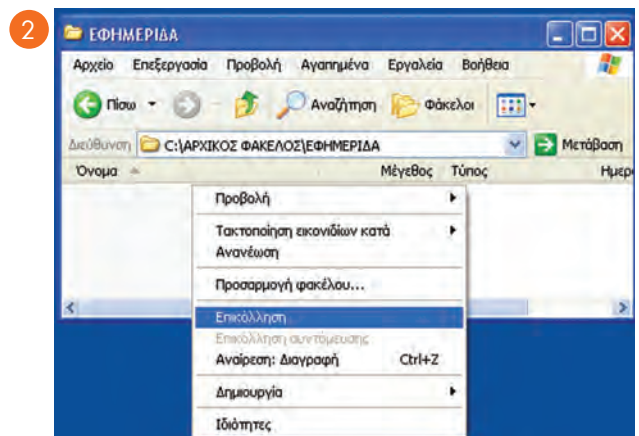 2
ΕΦΗΜΕΡΙΔΑ
Αρχείο Επεξεργασία Προβολή Αγαπημένα Εργαλεία Βοήθεια
Πίσω Αναζήτηση Φάκελοι
Διεύθυνση C:\ΑΡΧΙΚΟΣ ΦΑΚΕΛΟΣ\ΕΦΗΜΕΡΙΔΑ Μετάβαση
Όνομα Μέγεθος Τύπος Ημερο
Προβολή
Τακτοποίηση εικονιδίων κατά
Ανανέωση
Προσαρμογή φακέλου...
Επικόλληση
Επικόλληση συντόμευσης
Αναίρεση: Διαγραφή Ctrl+Z
Δημιουργία
Ιδιότητες